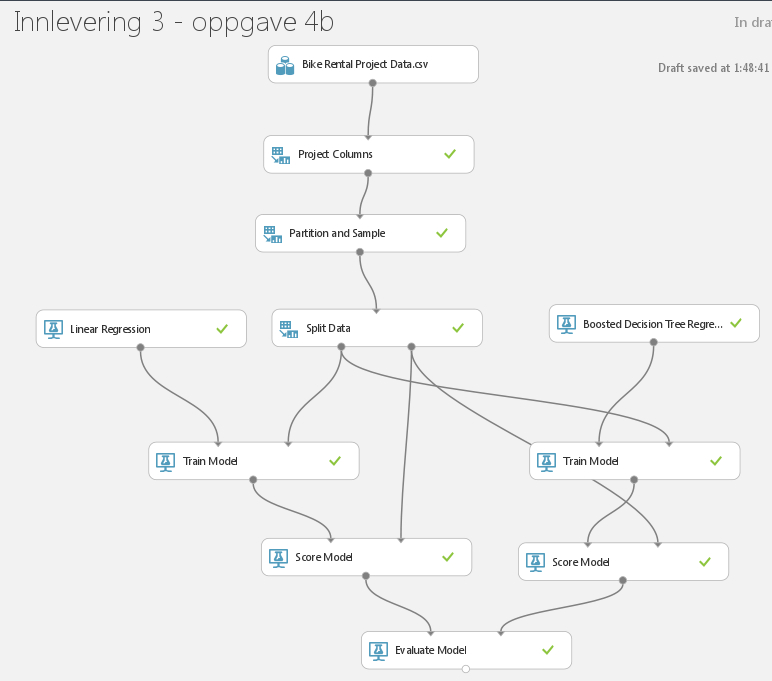 Innlevering 3 - oppgave 4b
In dra
Draft saved at 1:48:41
Bike Rental Project Data.csv
Project Columns
Partition and Sample
Linear Regression
Split Data
Boosted Decision Tree Regre...
Train Model
Train Model
Score Model
Score Model
Evaluate Model